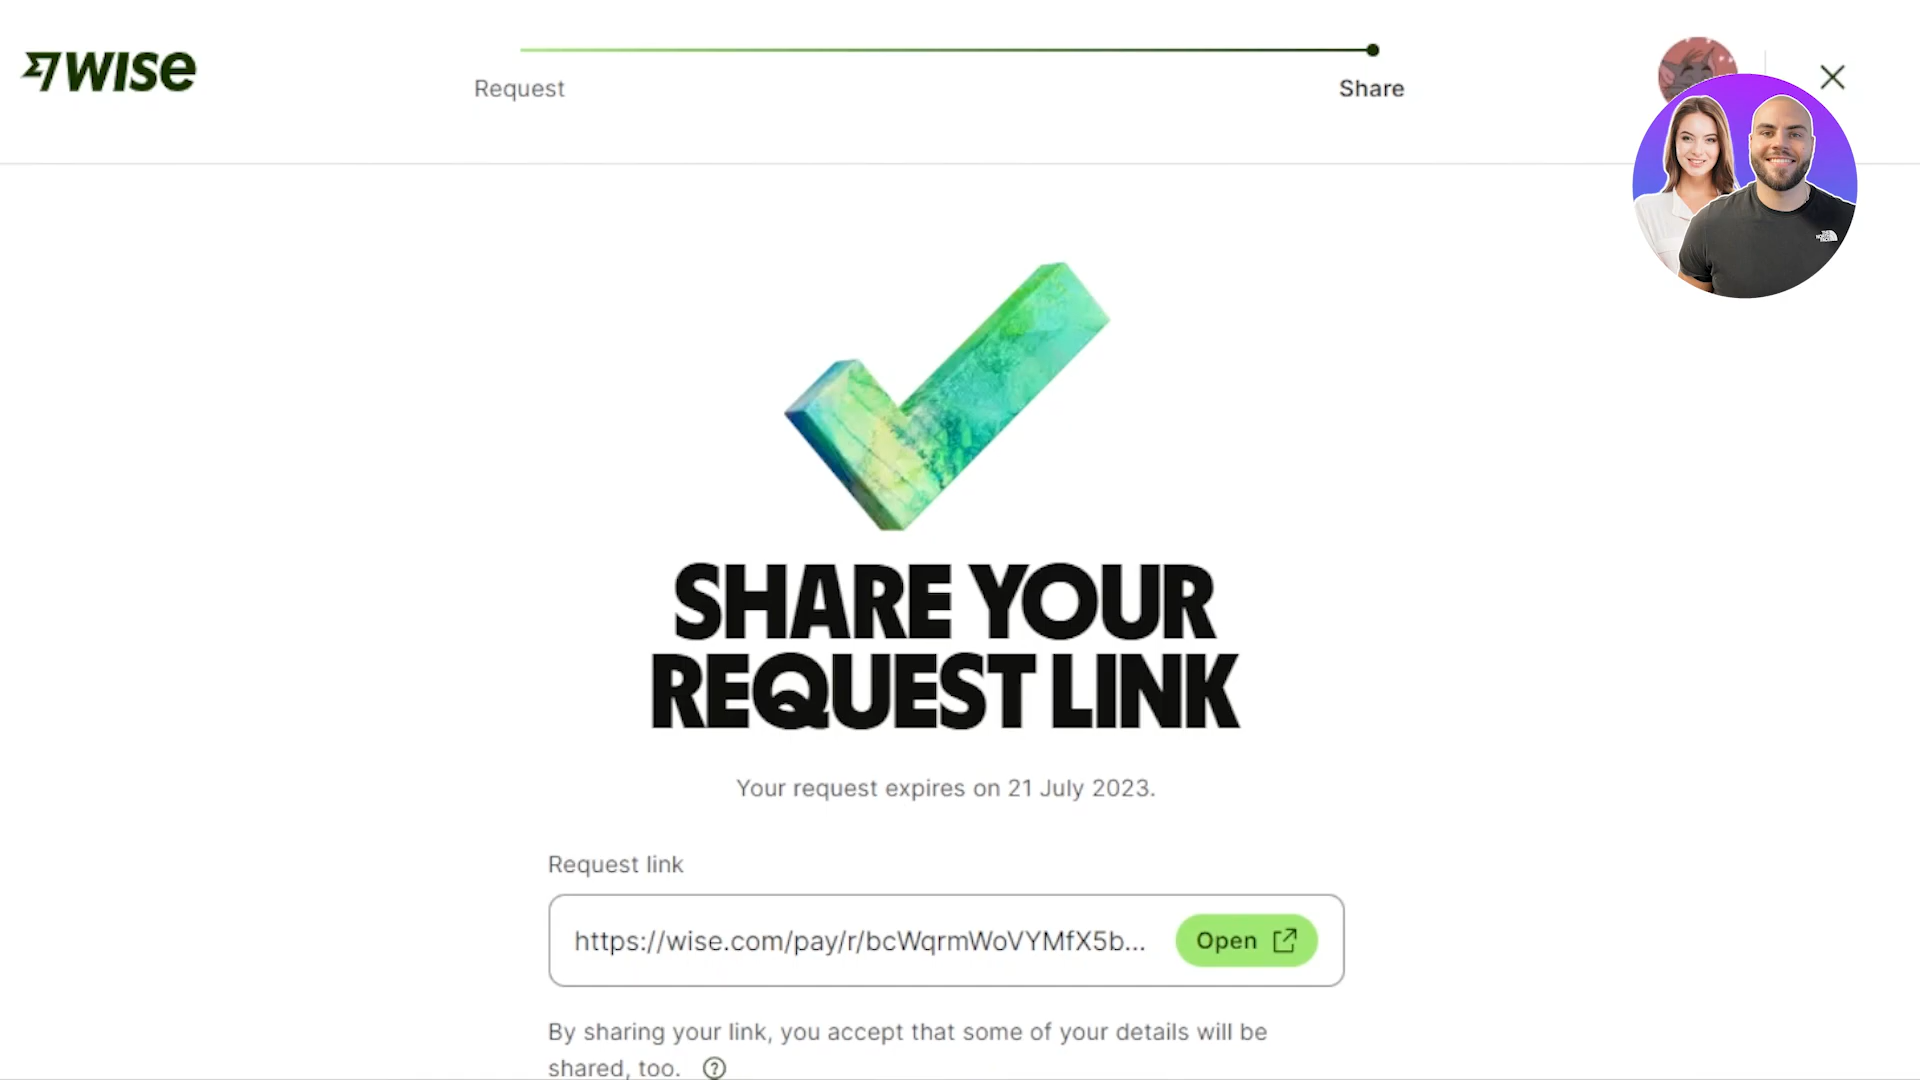 WISE
Request
Share
SHARE YOUR
REQUEST LINK
Your request expires on 21 July 2023.
Request link
https://wise.com/pay/r/bcWqrmWoVYMfX5b...
Open
By sharing your link, you accept that some of your details will be
shared, too. ?